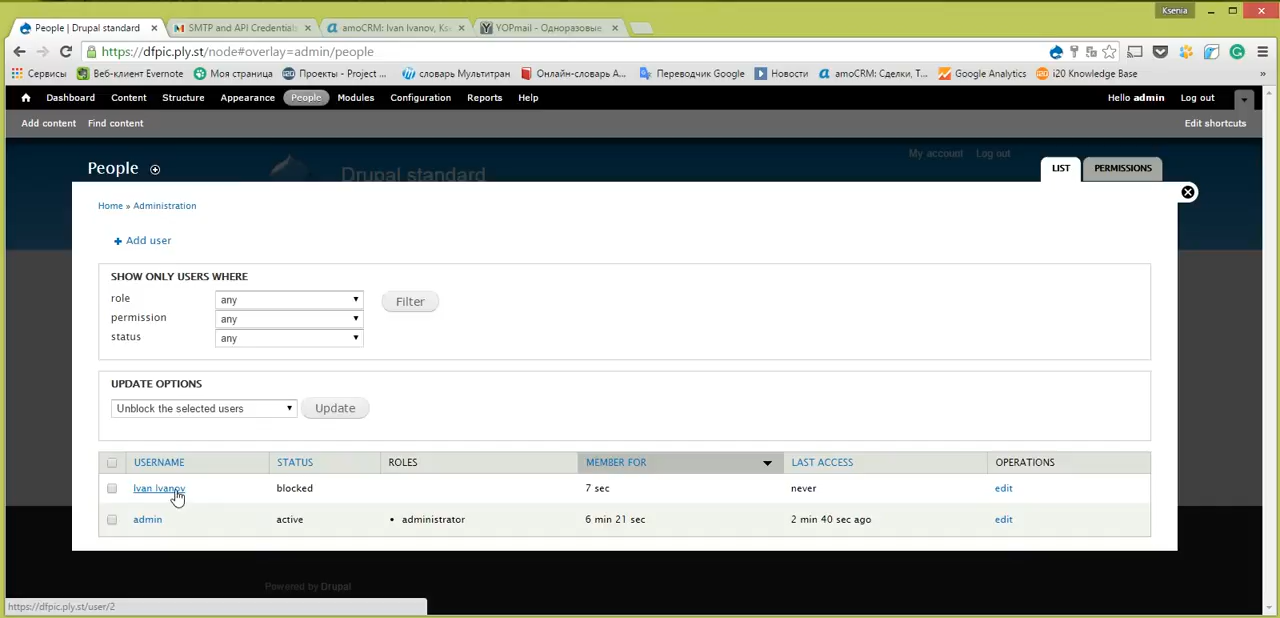 Ksenia
People | Drupal standard
SMTP and API Credentials
amoCRM: Ivan Ivanov, Kse
YOPmail - Одноразовые
https://dfpic.ply.st/node#overlay=admin/people
Сервисы Веб-клиент Evernote Моя страница Проекты - Project ... словарь Мультитран Онлайн-словарь A... Переводчик Google Новости amoCRM: Сделки, T... Google Analytics i20 Knowledge Base »
Dashboard Content Structure Appearance People Modules Configuration Reports Help Hello admin Log out
Add content Find content Edit shortcuts
My account Log out
People
Drupal standard
LIST PERMISSIONS
Home » Administration
Add user
SHOW ONLY USERS WHERE
role any Filter
permission any
status any
UPDATE OPTIONS
Unblock the selected users Update
USERNAME STATUS ROLES MEMBER FOR LAST ACCESS OPERATIONS
Ivan Ivanov blocked 7 sec never edit
admin active • administrator 6 min 21 sec 2 min 40 sec ago edit
Powered by Drupal
https://dfpic.ply.st/user/2